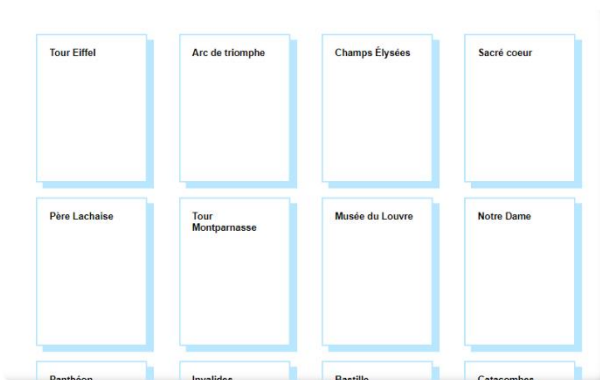 Tour Eiffel
Arc de triomphe
Champs Élysées
Sacré coeur
Père Lachaise
Tour
Montparnasse
Musée du Louvre
Notre Dame
Panthéon
Invalides
Bastille
Catacombes